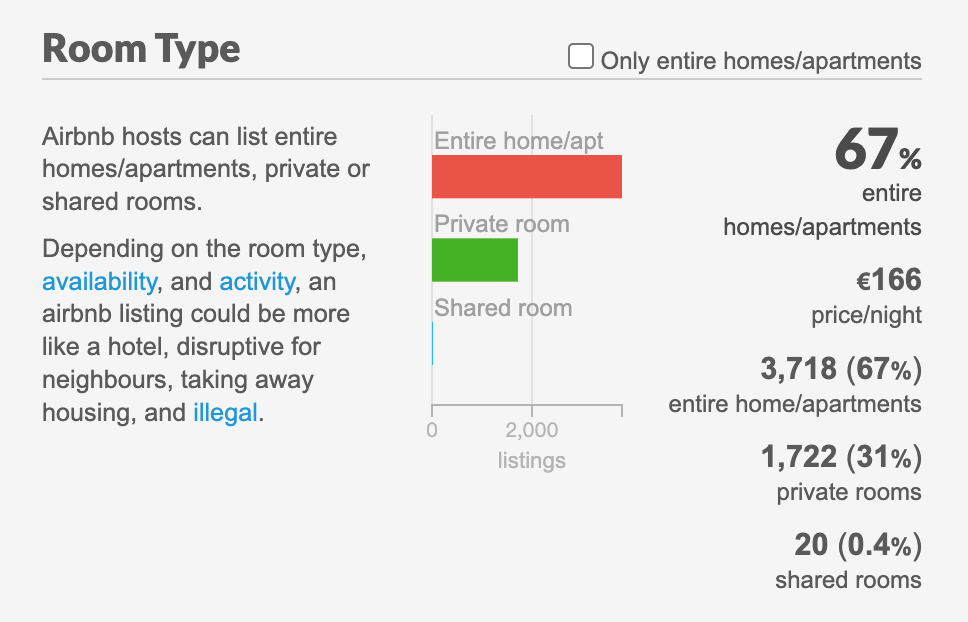 Room Type
Only entire homes/apartments
Airbnb hosts can list entire
homes/apartments, private or
shared rooms.
Depending on the room type,
availability, and activity, an
airbnb listing could be more
like a hotel, disruptive for
neighbours, taking away
housing, and illegal.
Entire home/apt
Private room
Shared room
0
2,000
listings
67%
entire
homes/apartments
€166
price/night
3,718 (67%)
entire home/apartments
1,722 (31%)
private rooms
20 (0.4%)
shared rooms